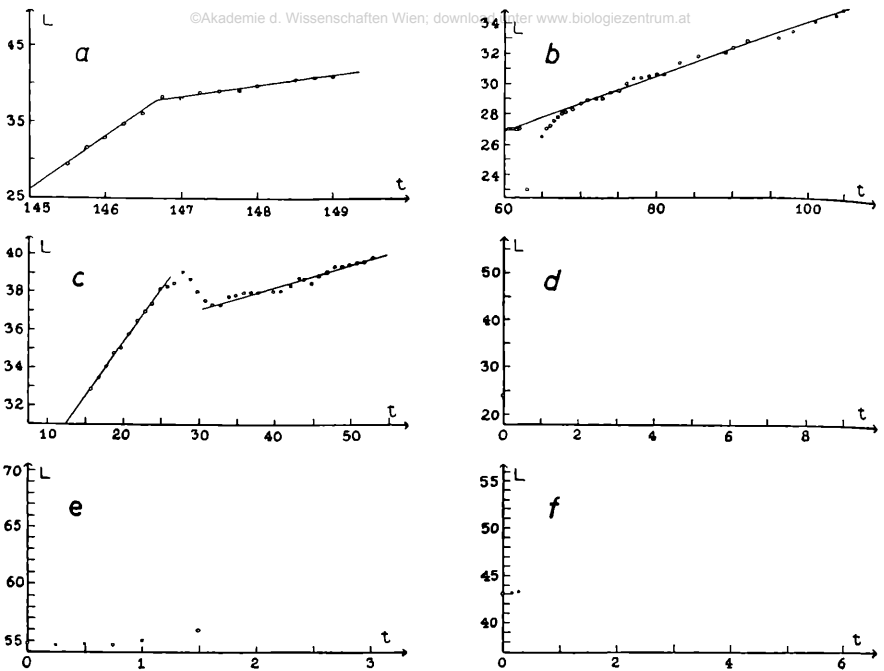 ©Akademie d. Wissenschaften Wien; download unter www.biologiezentrum.at
L
45
35
25
a
t
145 146 147 148 149
L
34
32
30
28
26
24
b
t
60 80 100
L
40
38
36
34
32
c
t
10 20 30 40 50
L
50
40
30
20
d
t
0 2 4 6 8
L
70
65
60
55
e
t
0 1 2 3
L
55
50
45
40
f
t
0 2 4 6